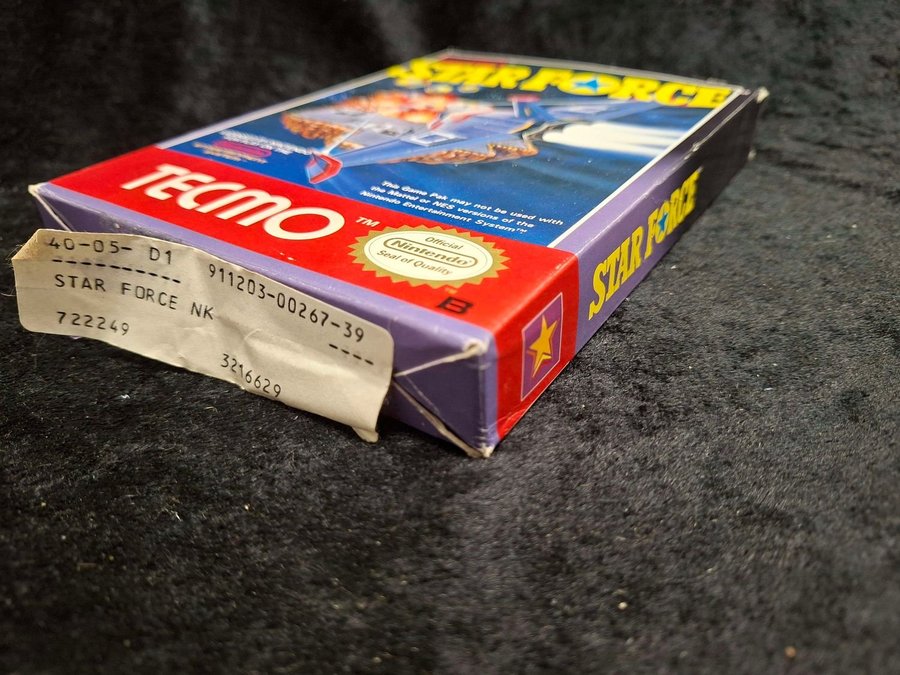 STAR FORCE
This Game Pak may not be used with
the Mattel or NES versions of the
Nintendo Entertainment System™
TECMO™
Official
Nintendo
Seal of Quality
TM
B
STAR FORCE
40-05- D1 911203-00267-39
STAR FORCE NK
722249
3216629